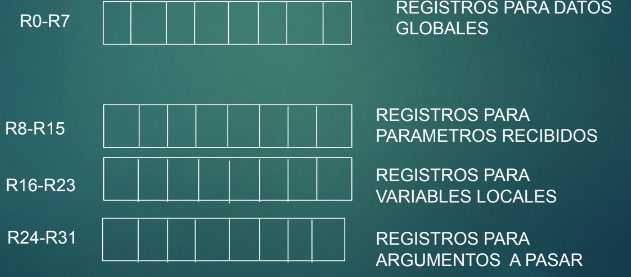 R0-R7
REGISTROS PARA DATOS
GLOBALES
R8-R15
REGISTROS PARA
PARAMETROS RECIBIDOS
R16-R23
REGISTROS PARA
VARIABLES LOCALES
R24-R31
REGISTROS PARA
ARGUMENTOS A PASAR